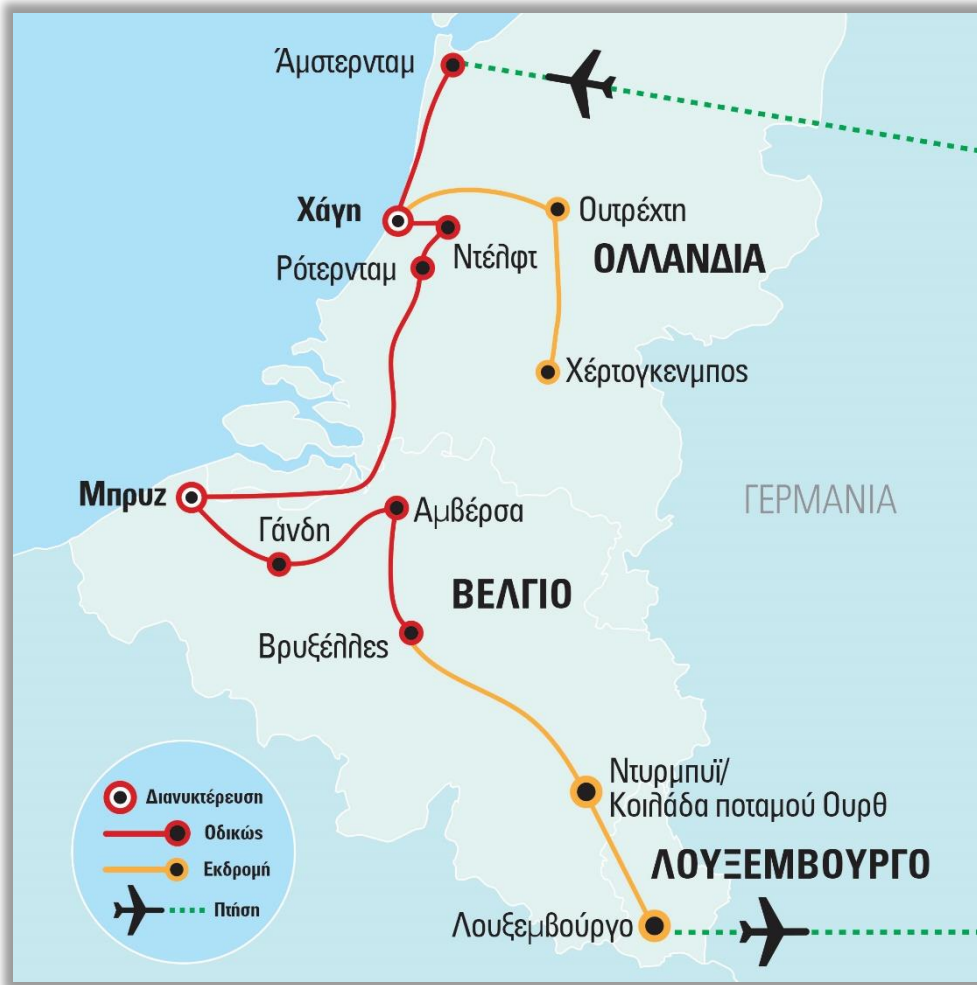 Άμστερνταμ
Χάγη
Ουτρέχτη
Ντέλφτ
ΟΛΛΑΝΔΙΑ
Ρότερνταμ
Χέρτογκενμπος
Μπρυζ
ΓΕΡΜΑΝΙΑ
Γάνδη
Αμβέρσα
ΒΕΛΓΙΟ
Βρυξέλλες
Ντυρμπυϊ/
Κοιλάδα ποταμού Ουρθ
ΛΟΥΞΕΜΒΟΥΡΓΟ
Λουξεμβούργο
Διανυκτέρευση
Οδικώς
Εκδρομή
Πτήση